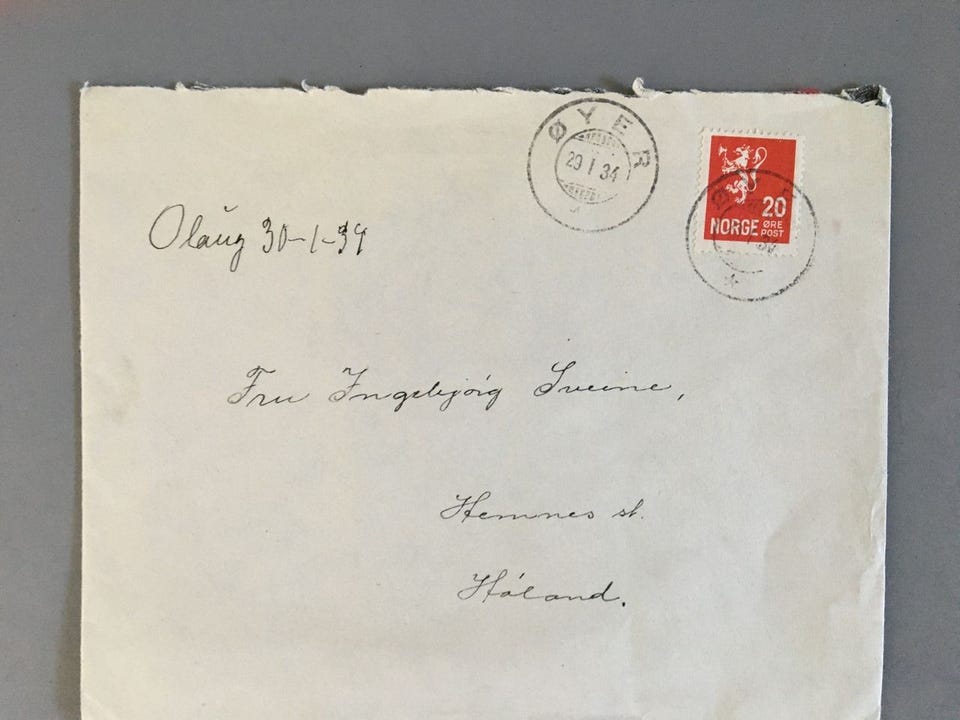 ØYER
29 I 34
20
NORGE ØRE
POST
Olaug 30-1-34
Fru Ingebjørg Sveine,
Hemnes st.
Høland.